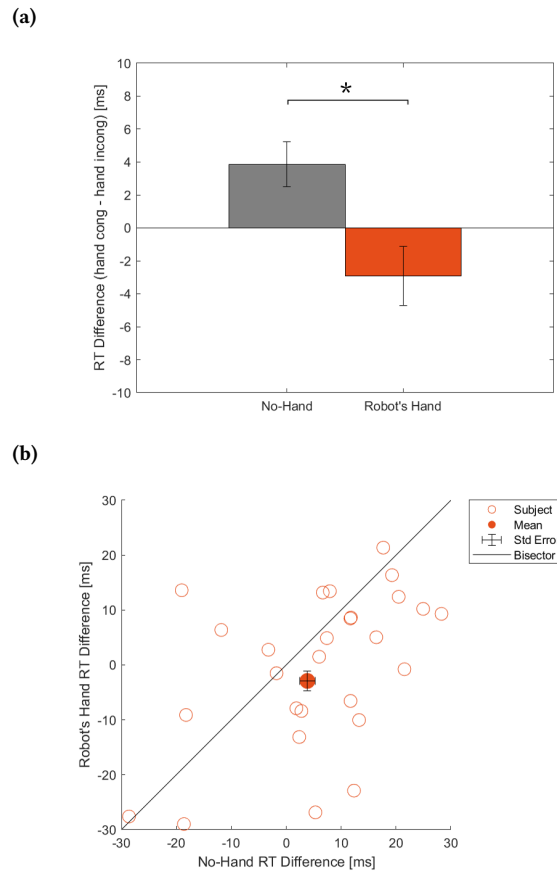 (a)
RT Difference (hand cong - hand incong) [ms]
10
8
6
4
2
0
-2
-4
-6
-8
-10
*
No-Hand Robot's Hand
(b)
Robot's Hand RT Difference [ms]
30
20
10
0
-10
-20
-30
-30 -20 -10 0 10 20 30
No-Hand RT Difference [ms]
Subject
Mean
Std Erro
Bisector